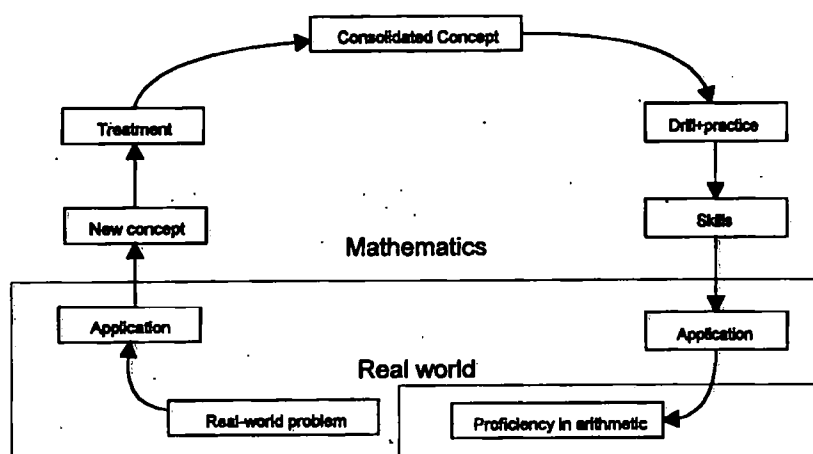 Consolidated Concept
Treatment
Drill+practice
New concept
Skills
Mathematics
Application
Application
Real world
Real-world problem
Proficiency in arithmetic